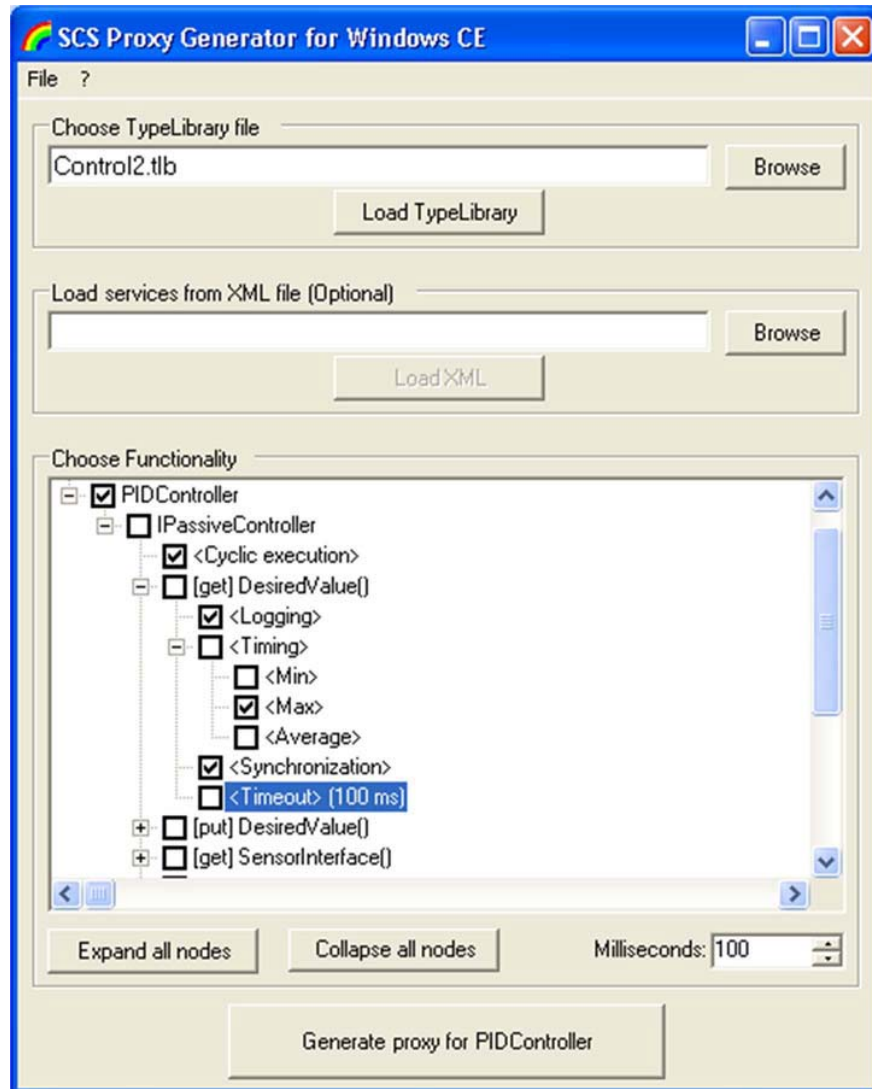 SCS Proxy Generator for Windows CE
File ?
Choose TypeLibrary file
Control2.tlb
Browse
Load TypeLibrary
Load services from XML file (Optional)
Browse
Load XML
Choose Functionality
PIDController
IPassiveController
<Cyclic execution>
[get] DesiredValue()
<Logging>
<Timing>
<Min>
<Max>
<Average>
<Synchronization>
<Timeout> (100 ms)
[put] DesiredValue()
[get] SensorInterface()
Expand all nodes Collapse all nodes Milliseconds: 100
Generate proxy for PIDController